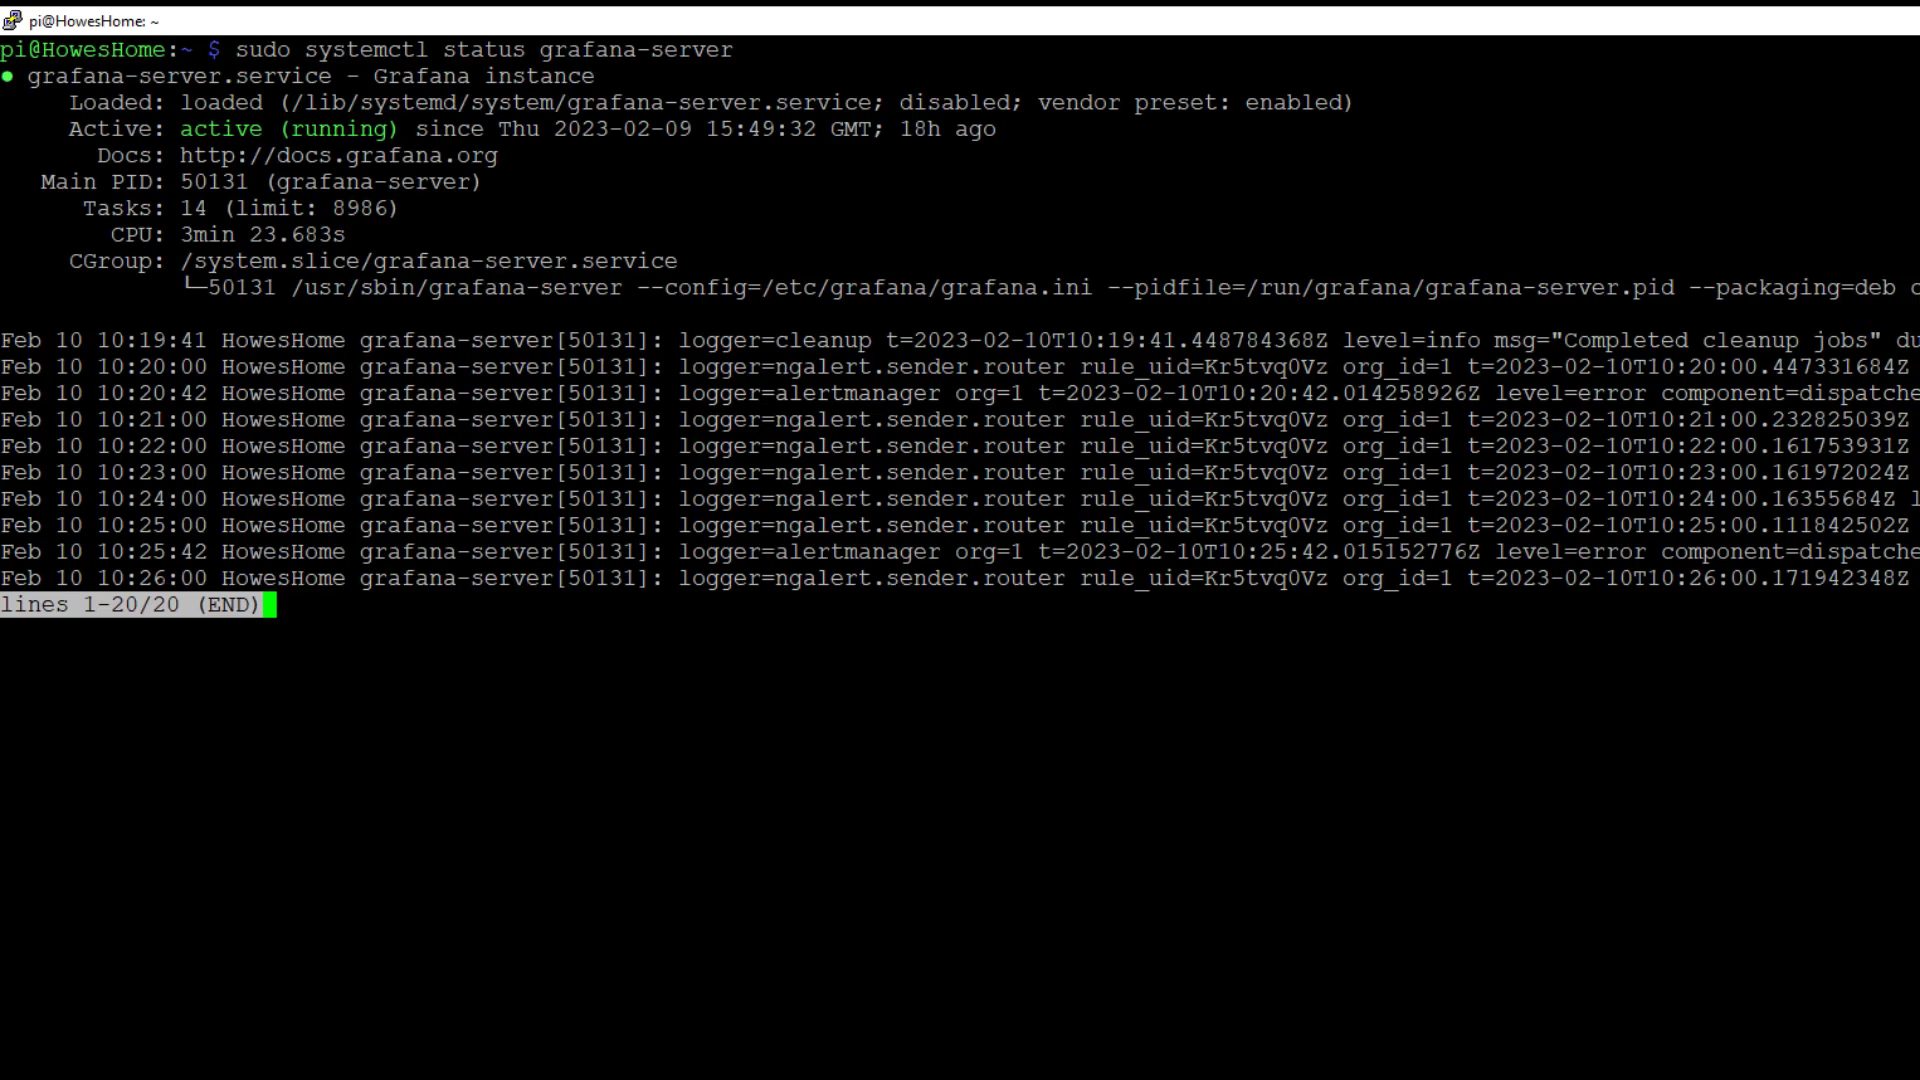 pi@HowesHome: ~
pi@HowesHome:~ $ sudo systemctl status grafana-server
● grafana-server.service - Grafana instance
Loaded: loaded (/lib/systemd/system/grafana-server.service; disabled; vendor preset: enabled)
Active: active (running) since Thu 2023-02-09 15:49:32 GMT; 18h ago
Docs: http://docs.grafana.org
Main PID: 50131 (grafana-server)
Tasks: 14 (limit: 8986)
CPU: 3min 23.683s
CGroup: /system.slice/grafana-server.service
└─50131 /usr/sbin/grafana-server --config=/etc/grafana/grafana.ini --pidfile=/run/grafana/grafana-server.pid --packaging=deb c
Feb 10 10:19:41 HowesHome grafana-server[50131]: logger=cleanup t=2023-02-10T10:19:41.448784368Z level=info msg="Completed cleanup jobs" du
Feb 10 10:20:00 HowesHome grafana-server[50131]: logger=ngalert.sender.router rule_uid=Kr5tvq0Vz org_id=1 t=2023-02-10T10:20:00.447331684Z
Feb 10 10:20:42 HowesHome grafana-server[50131]: logger=alertmanager org=1 t=2023-02-10T10:20:42.014258926Z level=error component=dispatche
Feb 10 10:21:00 HowesHome grafana-server[50131]: logger=ngalert.sender.router rule_uid=Kr5tvq0Vz org_id=1 t=2023-02-10T10:21:00.232825039Z
Feb 10 10:22:00 HowesHome grafana-server[50131]: logger=ngalert.sender.router rule_uid=Kr5tvq0Vz org_id=1 t=2023-02-10T10:22:00.161753931Z
Feb 10 10:23:00 HowesHome grafana-server[50131]: logger=ngalert.sender.router rule_uid=Kr5tvq0Vz org_id=1 t=2023-02-10T10:23:00.161972024Z
Feb 10 10:24:00 HowesHome grafana-server[50131]: logger=ngalert.sender.router rule_uid=Kr5tvq0Vz org_id=1 t=2023-02-10T10:24:00.16355684Z l
Feb 10 10:25:00 HowesHome grafana-server[50131]: logger=ngalert.sender.router rule_uid=Kr5tvq0Vz org_id=1 t=2023-02-10T10:25:00.111842502Z
Feb 10 10:25:42 HowesHome grafana-server[50131]: logger=alertmanager org=1 t=2023-02-10T10:25:42.015152776Z level=error component=dispatche
Feb 10 10:26:00 HowesHome grafana-server[50131]: logger=ngalert.sender.router rule_uid=Kr5tvq0Vz org_id=1 t=2023-02-10T10:26:00.171942348Z
lines 1-20/20 (END)